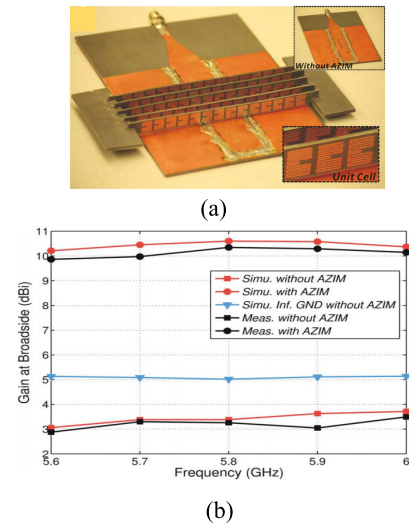 Without AZIM
Unit Cell
(a)
11
10
9
8
7
6
5
4
3
2
Gain at Broadside (dBi)
Simu. without AZIM
Simu. with AZIM
Simu. Inf. GND without AZIM
Meas. without AZIM
Meas. with AZIM
5.6 5.7 5.8 5.9 6
Frequency (GHz)
(b)